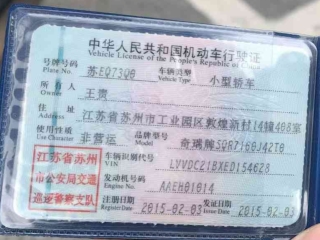 中华人民共和国机动车行驶证
Vehicle License of the People's Republic of China
号牌号码 苏EQ73Q8 车辆类型 小型轿车
Plate No. Vehicle Type
所有人 王贵
Owner
住址 江苏省苏州市工业园区敦煌新村14幢408室
Address
使用性质 非营运 品牌型号 奇瑞牌SQR7160J42T0
Use Character Model
江苏省苏州
市公安局交通
巡逻警察支队
车辆识别代号 LVVDC21BXED154628
VIN
发动机号码 AAEH01014
Engine No.
注册日期 2015-02-03 发证日期 2015-02-03
Register Date Issue Date